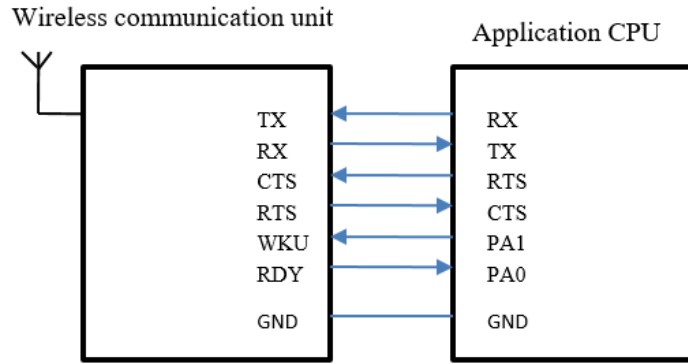 Wireless communication unit
Application CPU
TX
RX
RX
TX
CTS
RTS
RTS
CTS
WKU
PA1
RDY
PA0
GND
GND